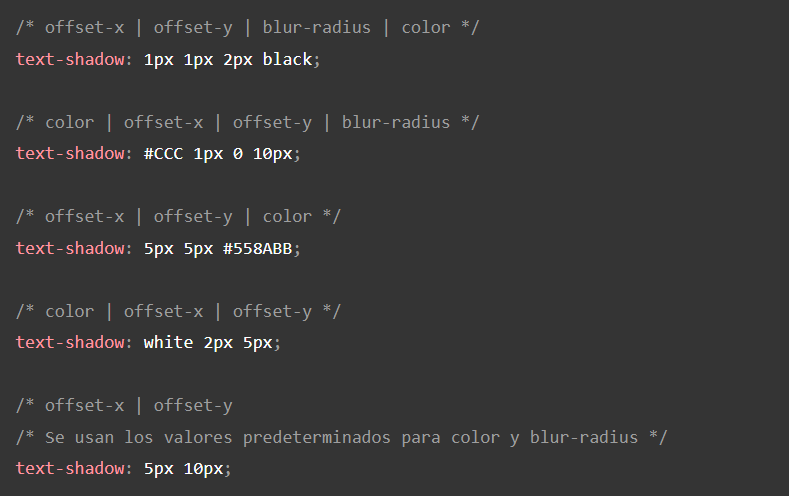 /* offset-x | offset-y | blur-radius | color */
text-shadow: 1px 1px 2px black;
/* color | offset-x | offset-y | blur-radius */
text-shadow: #CCC 1px 0 10px;
/* offset-x | offset-y | color */
text-shadow: 5px 5px #558ABB;
/* color | offset-x | offset-y */
text-shadow: white 2px 5px;
/* offset-x | offset-y
/* Se usan los valores predeterminados para color y blur-radius */
text-shadow: 5px 10px;